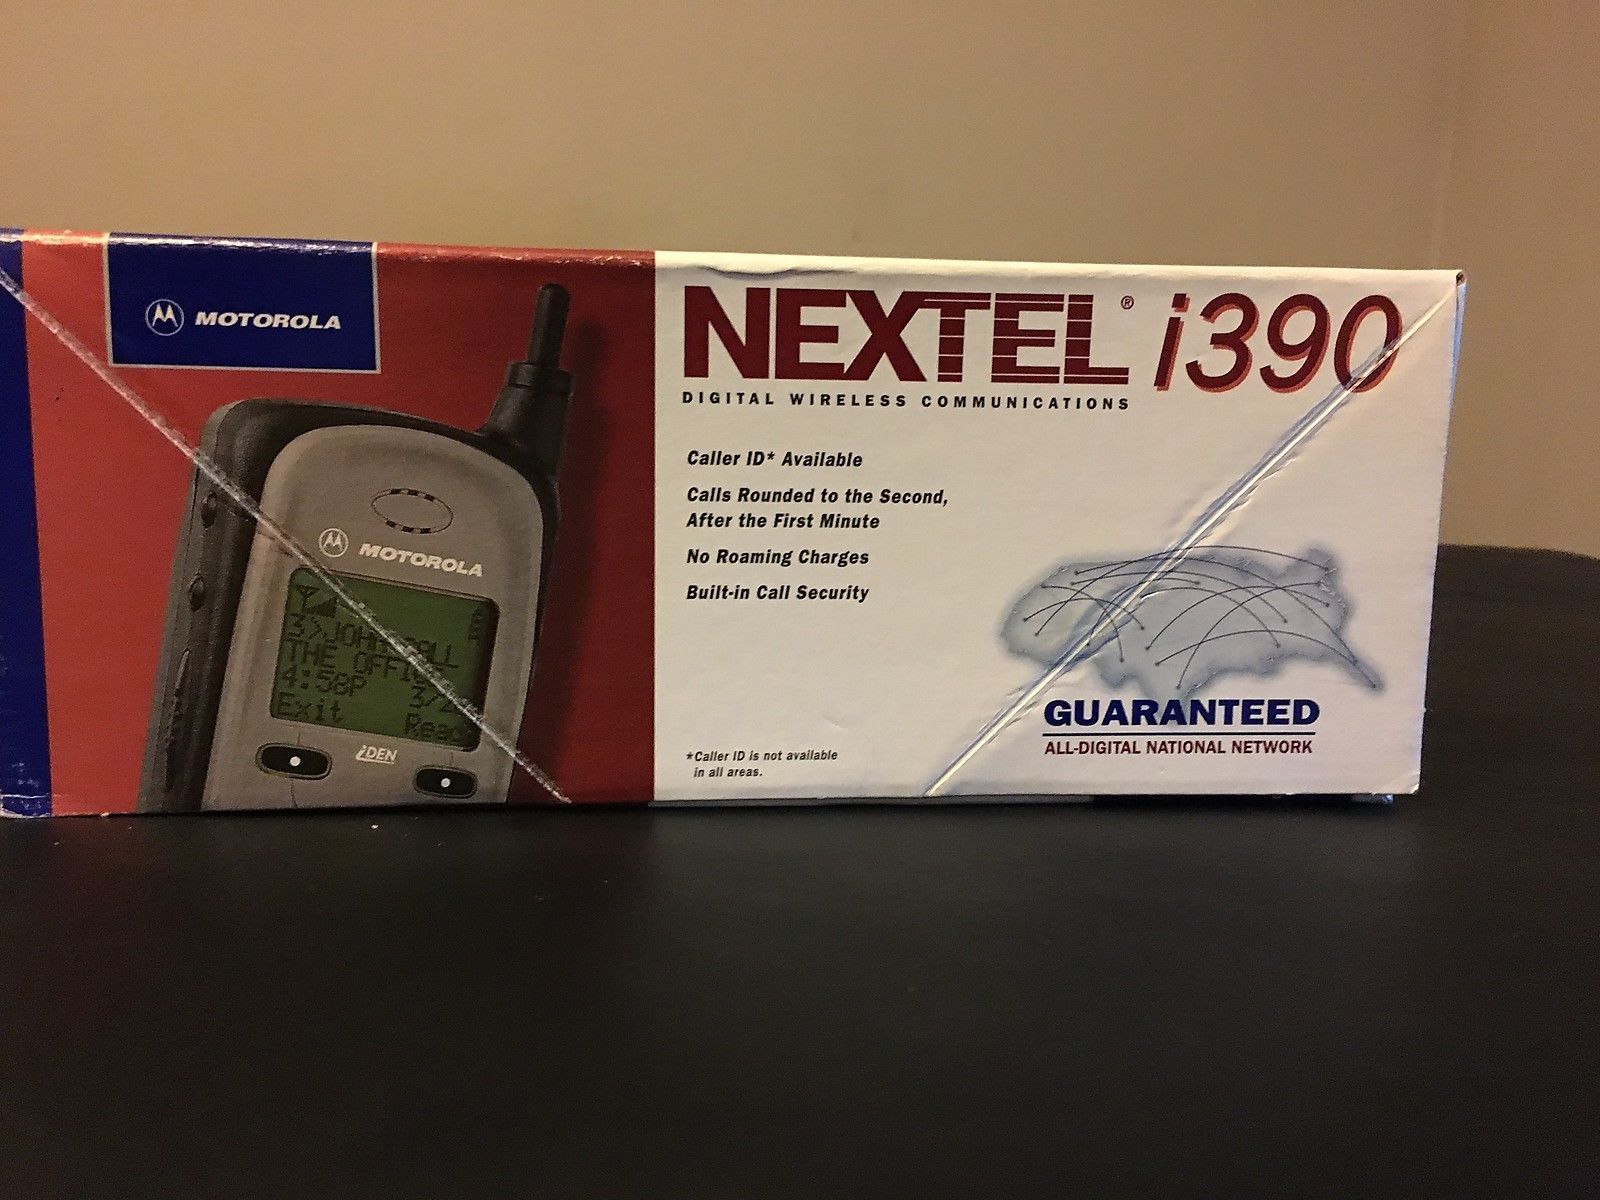 MOTOROLA
NEXTEL® i390
DIGITAL WIRELESS COMMUNICATIONS
Caller ID* Available
Calls Rounded to the Second,
After the First Minute
No Roaming Charges
Built-in Call Security
*Caller ID is not available
in all areas.
GUARANTEED
ALL-DIGITAL NATIONAL NETWORK
MOTOROLA
THE
4:58P
Exit
iDEN